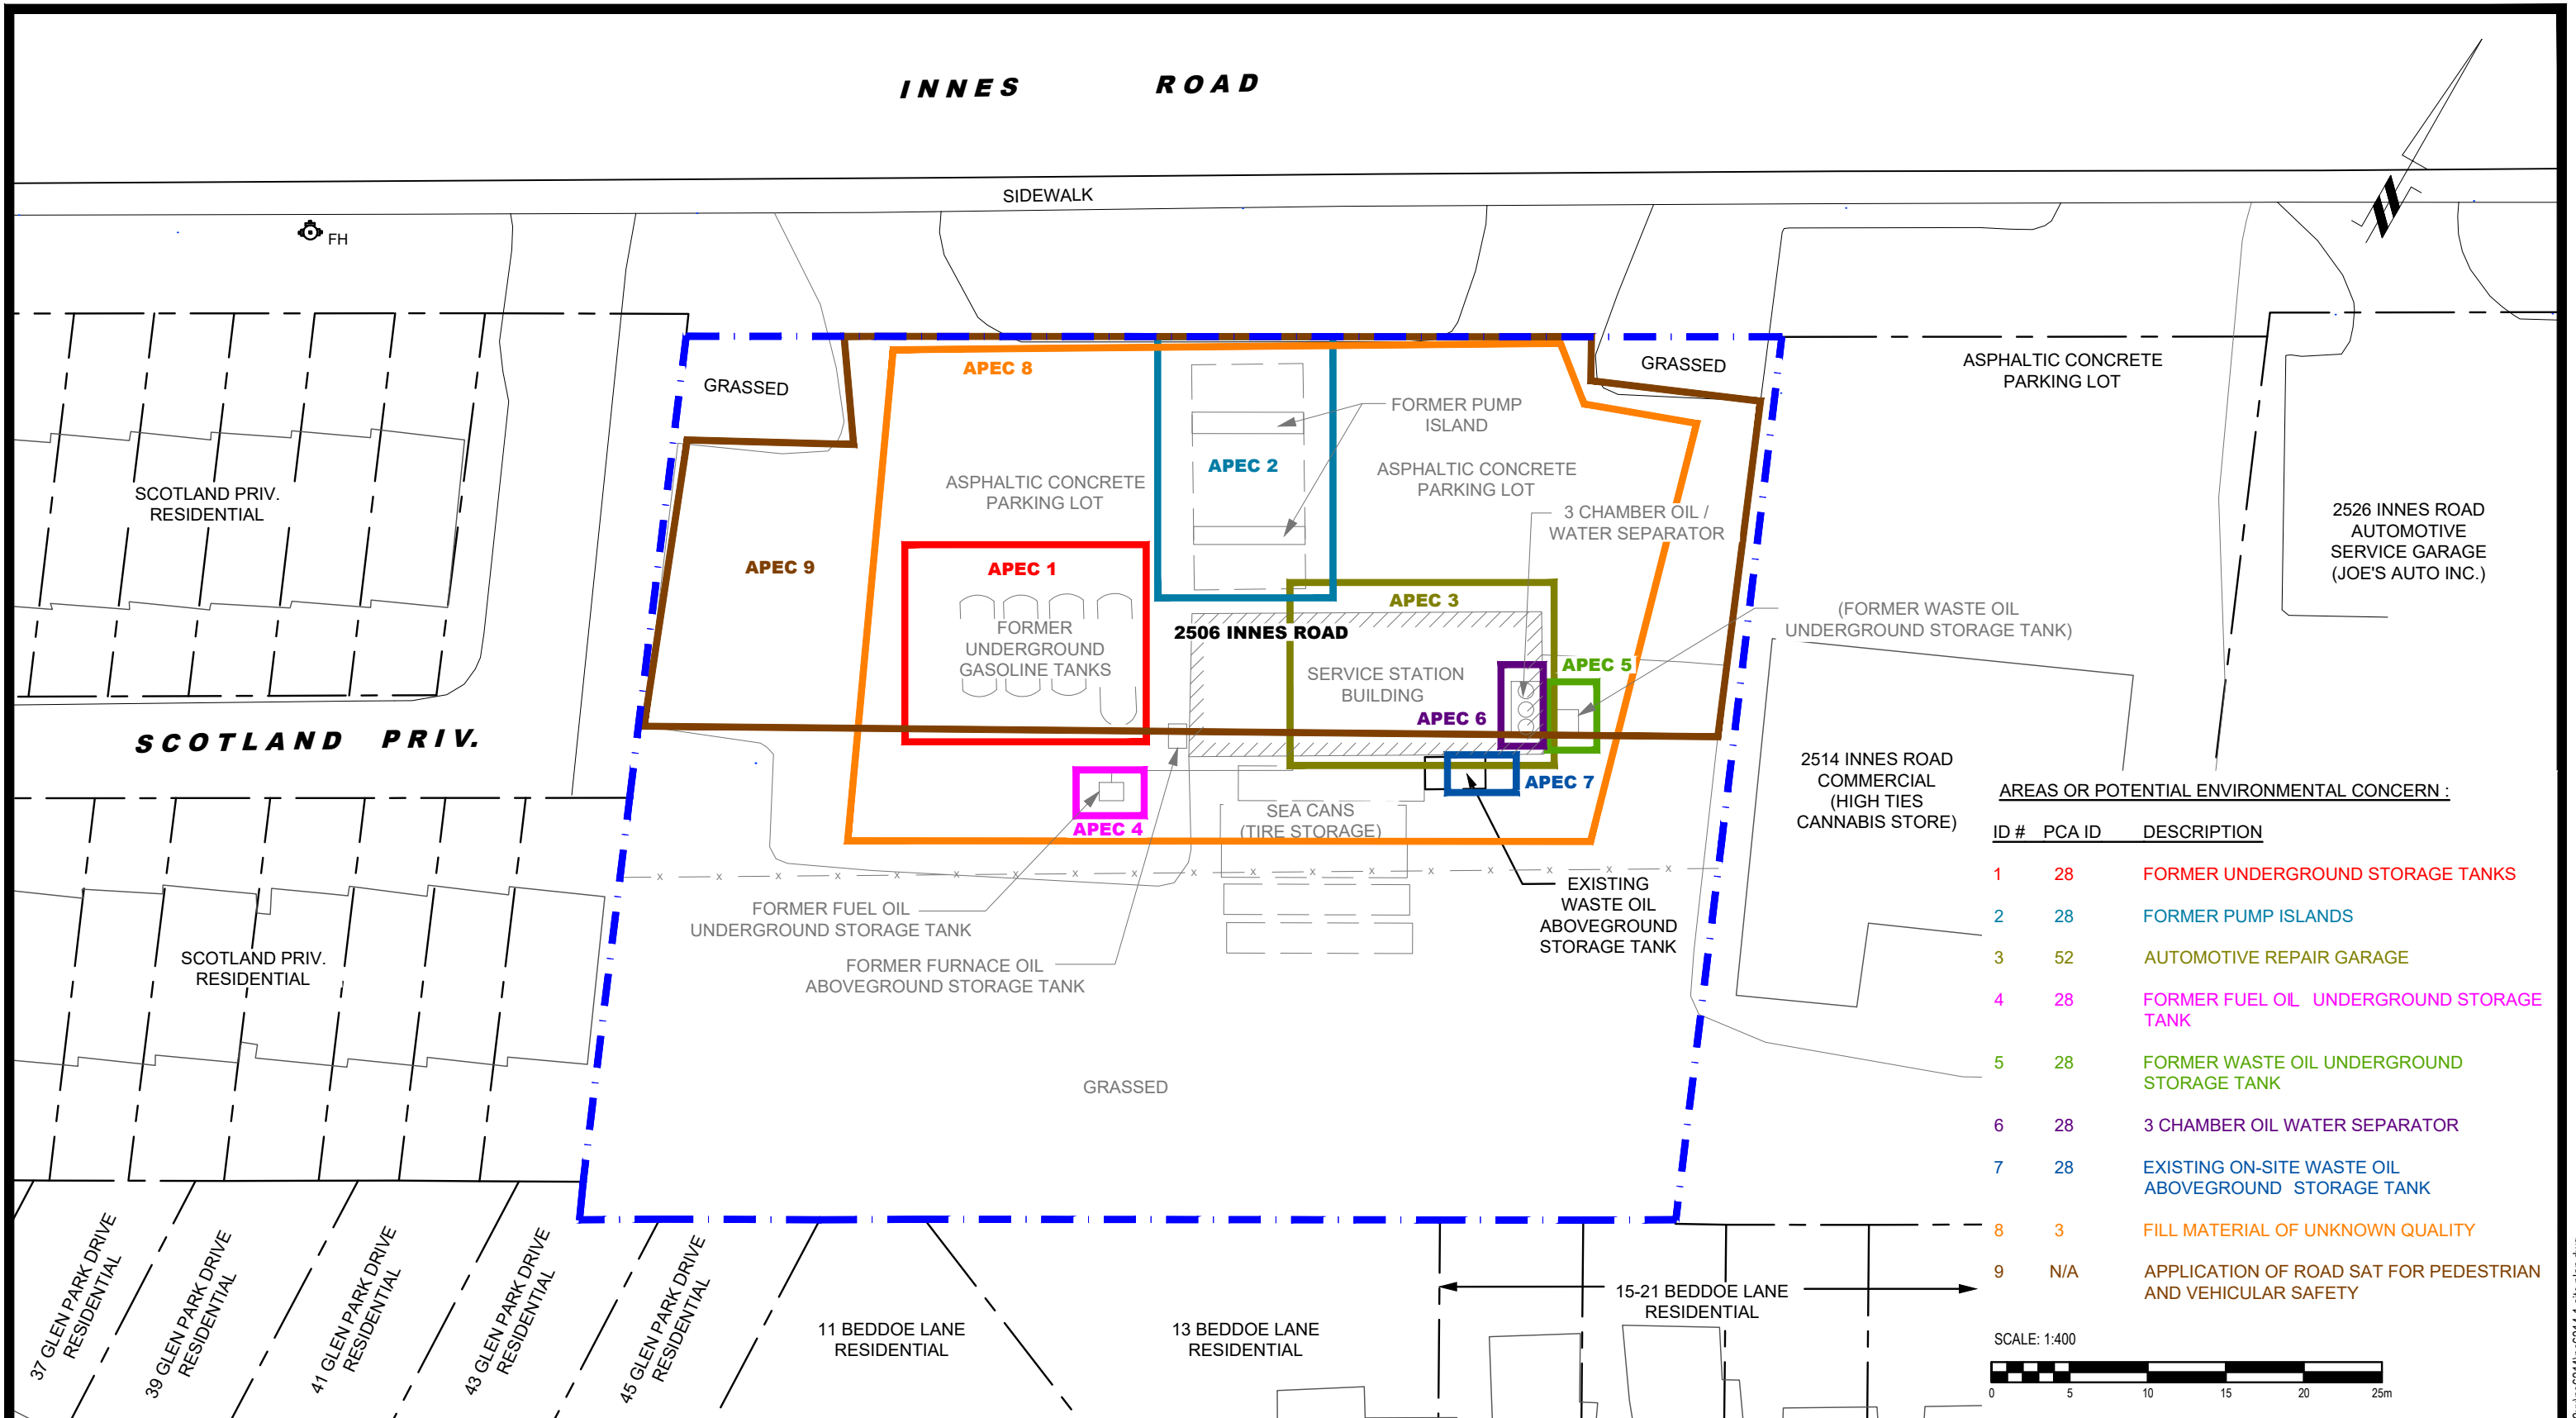 INNES ROAD
SIDEWALK
FH
GRASSED
APEC 8
GRASSED
ASPHALTIC CONCRETE
PARKING LOT
FORMER PUMP
ISLAND
APEC 2
ASPHALTIC CONCRETE
PARKING LOT
ASPHALTIC CONCRETE
PARKING LOT
SCOTLAND PRIV.
RESIDENTIAL
3 CHAMBER OIL /
WATER SEPARATOR
2526 INNES ROAD
AUTOMOTIVE
SERVICE GARAGE
(JOE'S AUTO INC.)
APEC 9
APEC 1
APEC 3
(FORMER WASTE OIL
UNDERGROUND STORAGE TANK)
FORMER
UNDERGROUND
GASOLINE TANKS
2506 INNES ROAD
SERVICE STATION
BUILDING
APEC 5
APEC 6
SCOTLAND PRIV.
APEC 7
APEC 4
SEA CANS
(TIRE STORAGE)
2514 INNES ROAD
COMMERCIAL
(HIGH TIES
CANNABIS STORE)
x x x x x x x x x x x x x x x x x x
EXISTING
WASTE OIL
ABOVEGROUND
STORAGE TANK
FORMER FUEL OIL
UNDERGROUND STORAGE TANK
FORMER FURNACE OIL
ABOVEGROUND STORAGE TANK
SCOTLAND PRIV.
RESIDENTIAL
GRASSED
AREAS OR POTENTIAL ENVIRONMENTAL CONCERN :
ID # PCA ID DESCRIPTION
1 28 FORMER UNDERGROUND STORAGE TANKS
2 28 FORMER PUMP ISLANDS
3 52 AUTOMOTIVE REPAIR GARAGE
4 28 FORMER FUEL OIL UNDERGROUND STORAGE
TANK
5 28 FORMER WASTE OIL UNDERGROUND
STORAGE TANK
6 28 3 CHAMBER OIL WATER SEPARATOR
7 28 EXISTING ON-SITE WASTE OIL
ABOVEGROUND STORAGE TANK
8 3 FILL MATERIAL OF UNKNOWN QUALITY
9 N/A APPLICATION OF ROAD SAT FOR PEDESTRIAN
AND VEHICULAR SAFETY
37 GLEN PARK DRIVE
RESIDENTIAL
39 GLEN PARK DRIVE
RESIDENTIAL
41 GLEN PARK DRIVE
RESIDENTIAL
43 GLEN PARK DRIVE
RESIDENTIAL
45 GLEN PARK DRIVE
RESIDENTIAL
11 BEDDOE LANE
RESIDENTIAL
13 BEDDOE LANE
RESIDENTIAL
15-21 BEDDOE LANE
RESIDENTIAL
SCALE: 1:400
0 5 10 15 20 25m